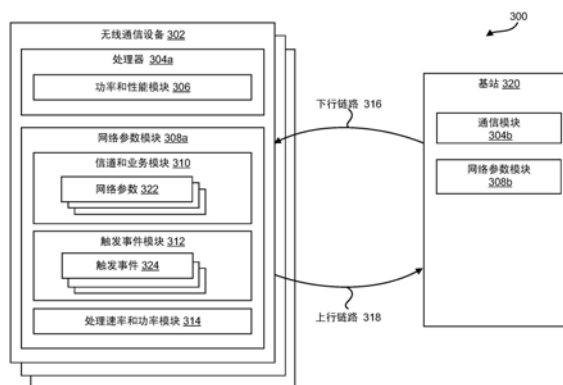 300
无线通信设备 302
处理器 304a
功率和性能模块 306
网络参数模块 308a
信道和业务模块 310
网络参数 322
触发事件模块 312
触发事件 324
处理速率和功率模块 314
下行链路 316
上行链路 318
基站 320
通信模块
304b
网络参数模块
308b